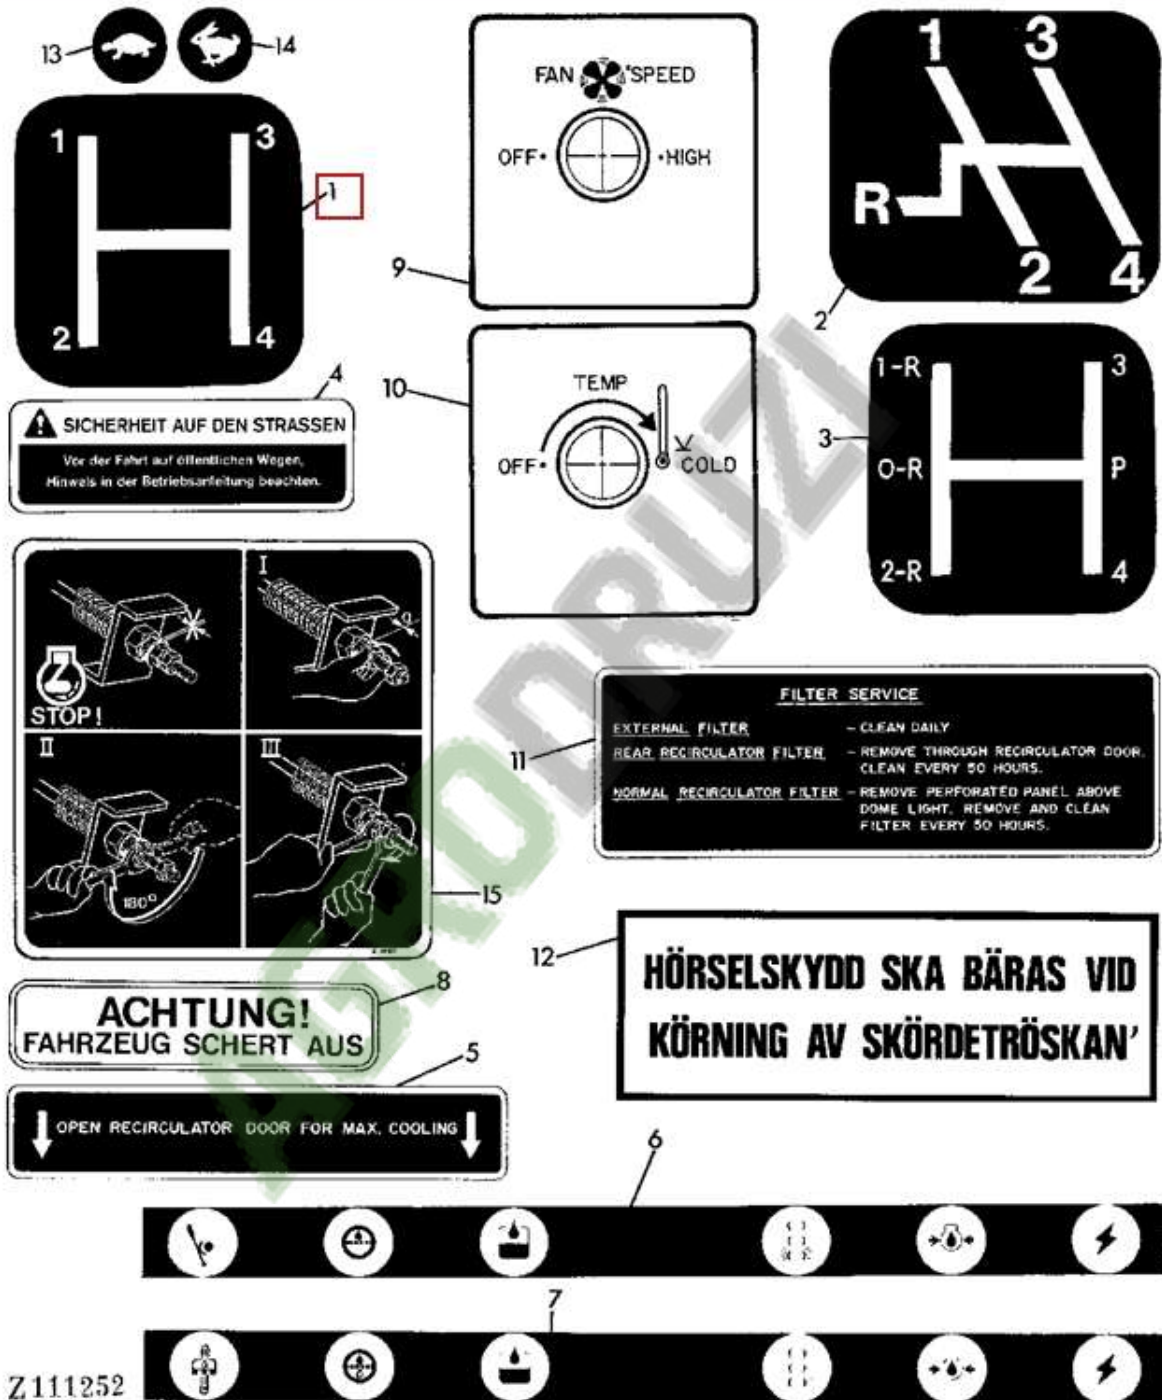 13
14
1
3
2
4
1
FAN SPEED
OFF• •HIGH
9
1
3
R
2
4
2
TEMP
OFF•
COLD
10
1-R
3
O-R
P
2-R
4
3
4
SICHERHEIT AUF DEN STRASSEN
Vor der Fahrt auf öffentlichen Wegen,
Hinweis in der Betriebsanleitung beachten.
STOP!
I
II
180°
III
15
FILTER SERVICE
EXTERNAL FILTER – CLEAN DAILY
REAR RECIRCULATOR FILTER – REMOVE THROUGH RECIRCULATOR DOOR.
CLEAN EVERY 50 HOURS.
NORMAL RECIRCULATOR FILTER – REMOVE PERFORATED PANEL ABOVE
DOME LIGHT, REMOVE AND CLEAN
FILTER EVERY 50 HOURS.
11
12
HÖRSELSKYDD SKA BÄRAS VID
KÖRNING AV SKÖRDETRÖSKAN'
ACHTUNG!
FAHRZEUG SCHERT AUS
8
5
OPEN RECIRCULATOR DOOR FOR MAX. COOLING
6
7
Z111252
AGRODRUZI